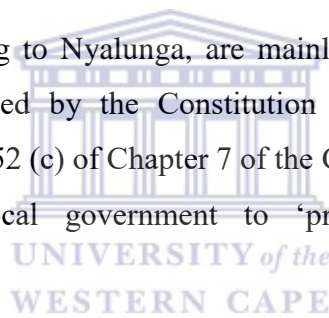 g to Nyalunga, are mainl
ed by the Constitution
52 (c) of Chapter 7 of the C
cal government to ‘pr
UNIVERSITY of the
WESTERN CAPE